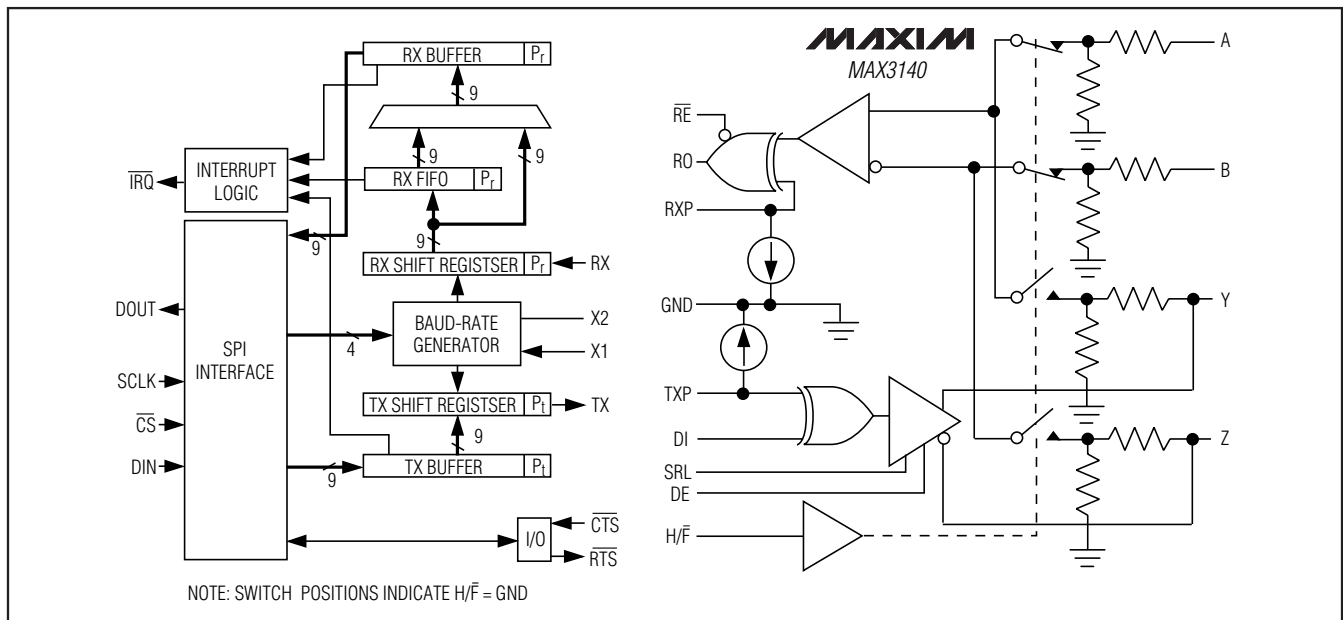 RX BUFFER Pr
9
9
9
RX FIFO Pr
INTERRUPT
LOGIC
IRQ
9
9
RX SHIFT REGISTSER Pr
RX
DOUT
SPI
INTERFACE
4
BAUD-RATE
GENERATOR
X2
X1
SCLK
TX SHIFT REGISTSER Pt
TX
CS
9
DIN
9
TX BUFFER Pt
I/O
CTS
RTS
NOTE: SWITCH POSITIONS INDICATE H/F̅ = GND
MAXIM
MAX3140
A
RE
RO
B
RXP
GND
Y
TXP
DI
Z
SRL
DE
H/F̅